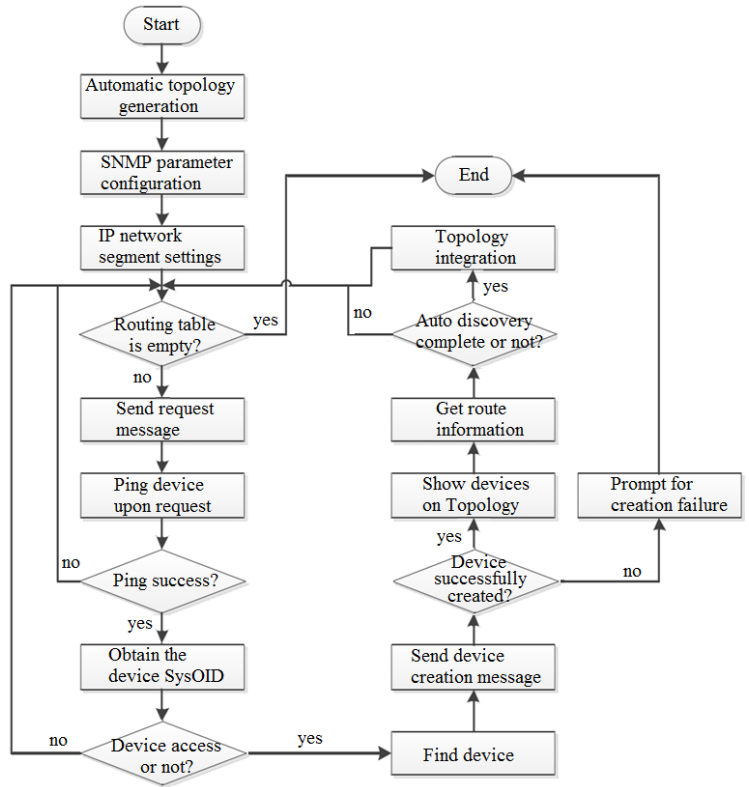 Start
Automatic topology
generation
SNMP parameter
configuration
End
IP network
segment settings
Topology
integration
yes
Routing table
is empty?
yes
no
Auto discovery
complete or not?
no
Send request
message
Get route
information
Ping device
upon request
Show devices
on Topology
Prompt for
creation failure
yes
no
Ping success?
Device
successfully
created?
no
yes
Obtain the
device SysOID
Send device
creation message
no
Device access
or not?
yes
Find device